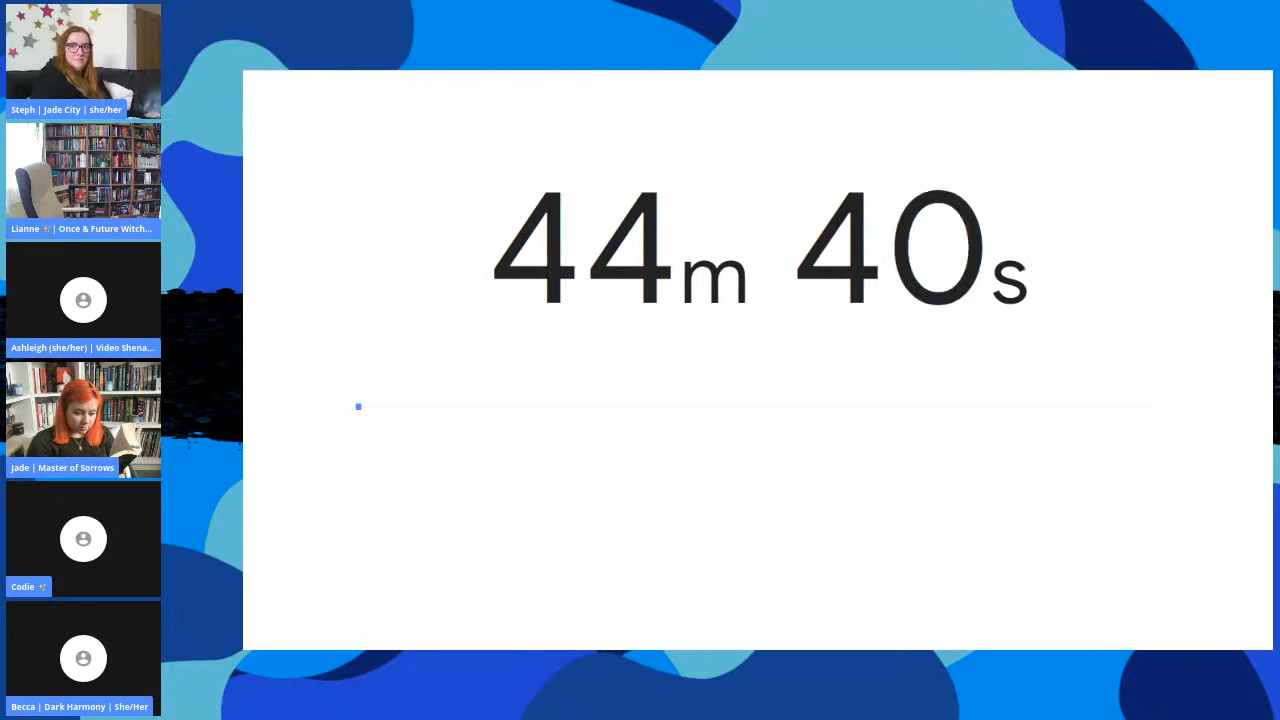 Steph | Jade City | she/her
Lianne ✨ | Once & Future Witch...
Ashleigh (she/her) | Video Shena...
Jade | Master of Sorrows
Codie ✨
Becca | Dark Harmony | She/Her
44m 40s